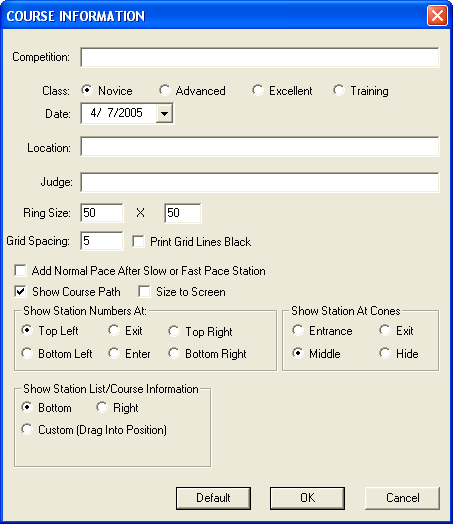 COURSE INFORMATION
Competition:
Class: Novice Advanced Excellent Training
Date: 4/ 7/2005
Location:
Judge:
Ring Size: 50 X 50
Grid Spacing: 5 Print Grid Lines Black
Add Normal Pace After Slow or Fast Pace Station
Show Course Path Size to Screen
Show Station Numbers At: Show Station At Cones
Top Left Exit Top Right Entrance Exit
Bottom Left Enter Bottom Right Middle Hide
Show Station List/Course Information
Bottom Right
Custom (Drag Into Position)
Default OK Cancel